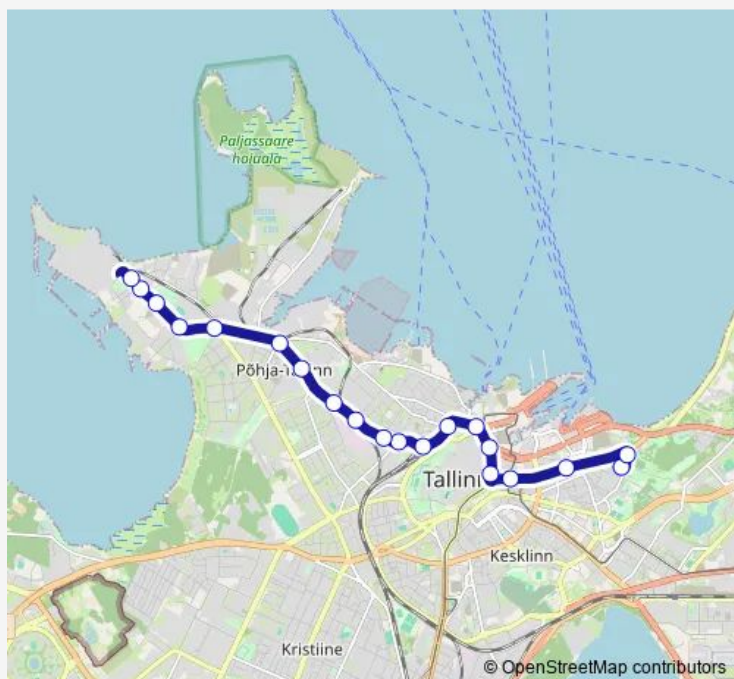 Paljassaare
hoiuala
Põhja-
Tallinn
Kesklinn
Kristiine
© OpenStreetMap contributors